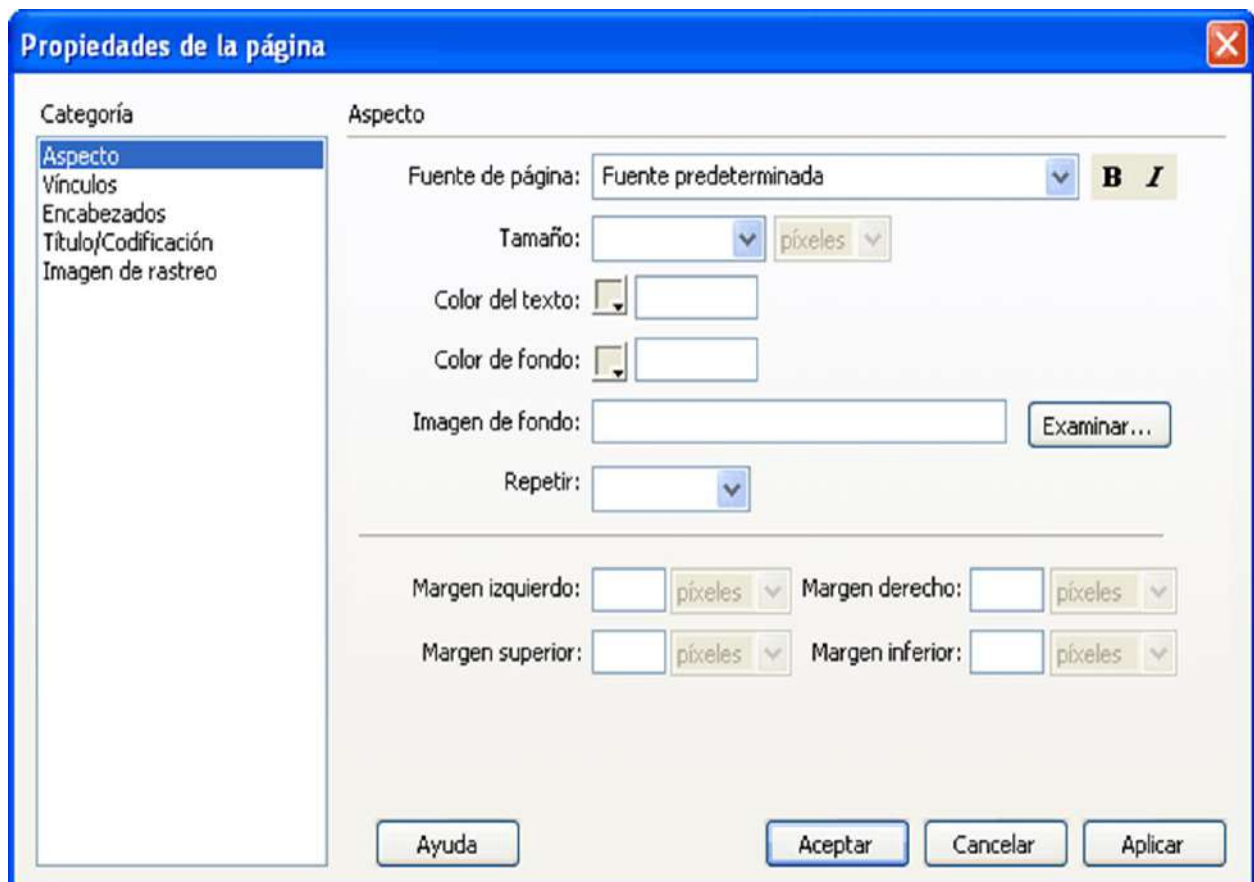 Propiedades de la página
Categoría
Aspecto
Vínculos
Encabezados
Título/Codificación
Imagen de rastreo
Aspecto
Fuente de página: Fuente predeterminada B I
Tamaño: píxeles
Color del texto:
Color de fondo:
Imagen de fondo: Examinar...
Repetir:
Margen izquierdo: píxeles Margen derecho: píxeles
Margen superior: píxeles Margen inferior: píxeles
Ayuda Aceptar Cancelar Aplicar